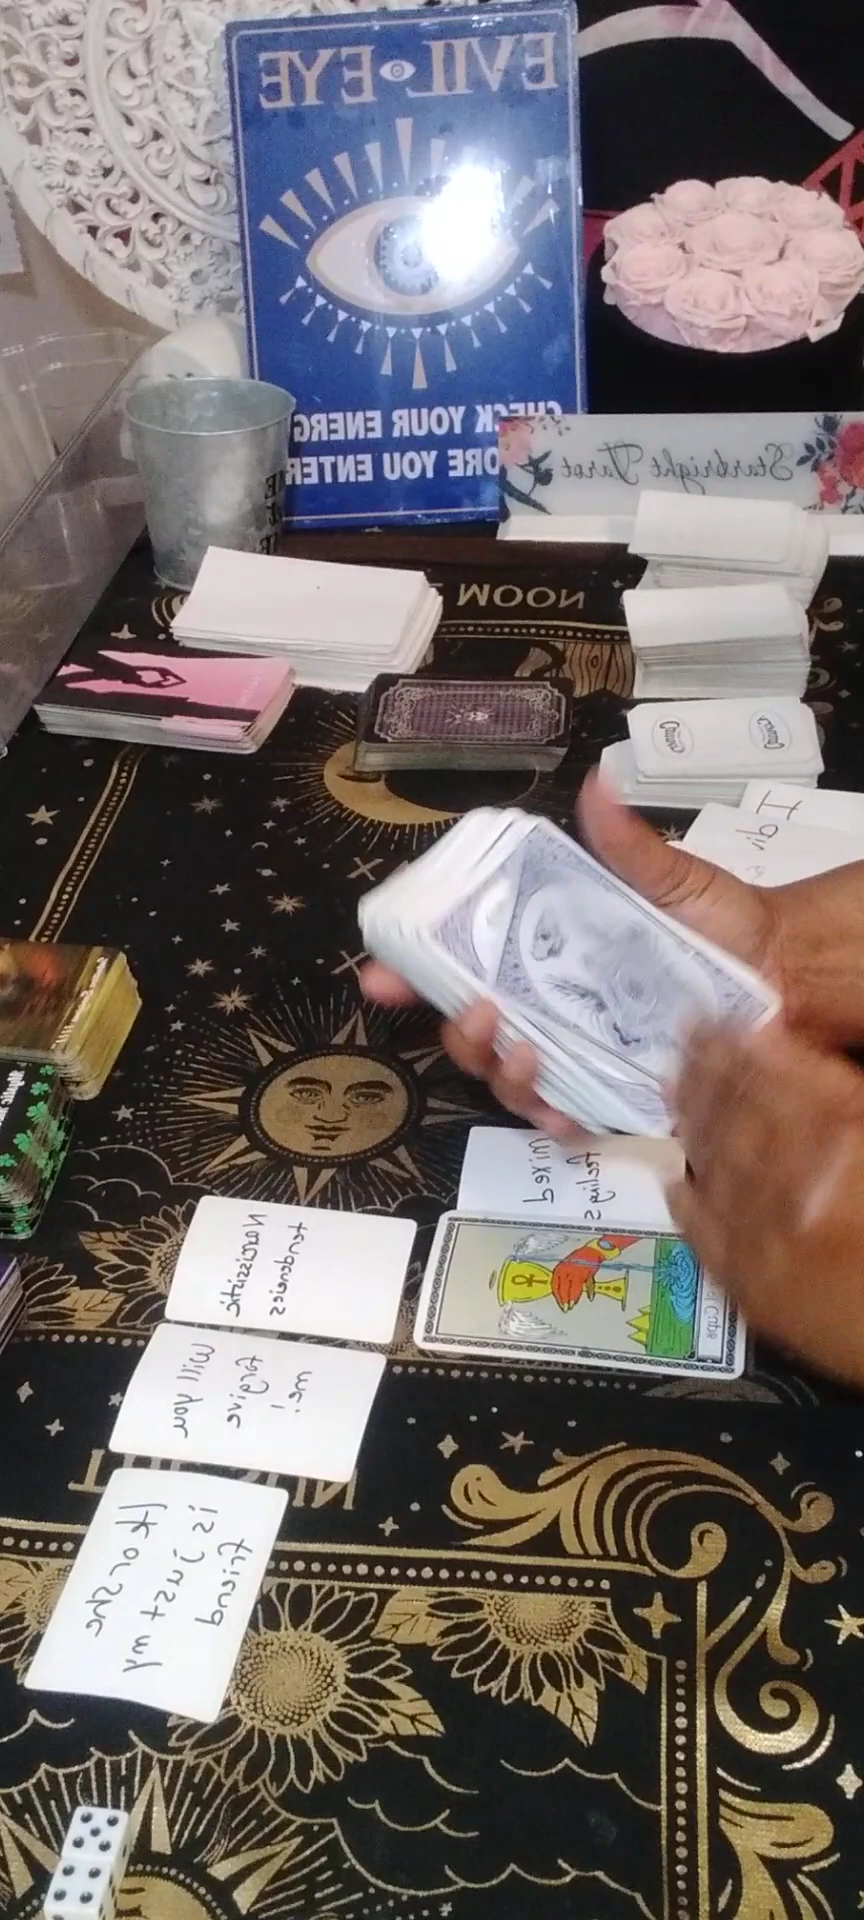 EVIL EYE
CHECK YOUR ENERG
ORE YOU ENTER
Starbright Tarot
MOON
I
mixed
feelings
Cups
Narcissistic
tendencies
Will you
forgive
me!
He or she
is just my
friend